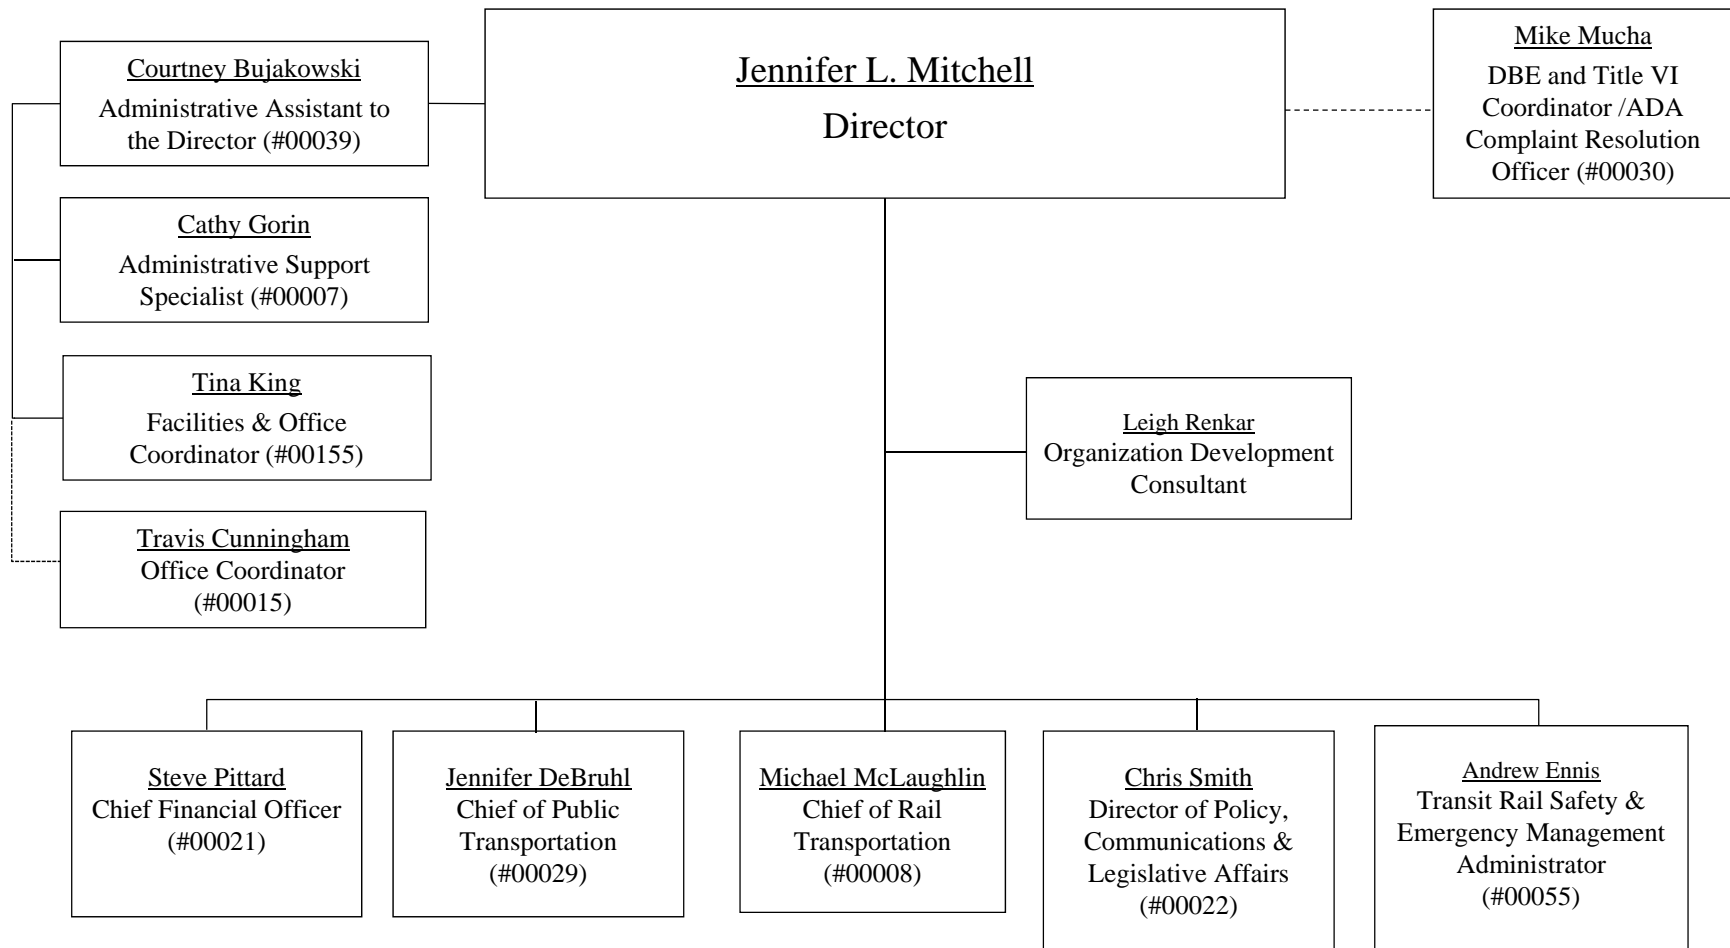 Courtney Bujakowski
Administrative Assistant to
the Director (#00039)
Jennifer L. Mitchell
Director
Mike Mucha
DBE and Title VI
Coordinator /ADA
Complaint Resolution
Officer (#00030)
Cathy Gorin
Administrative Support
Specialist (#00007)
Tina King
Facilities & Office
Coordinator (#00155)
Leigh Renkar
Organization Development
Consultant
Travis Cunningham
Office Coordinator
(#00015)
Steve Pittard
Chief Financial Officer
(#00021)
Jennifer DeBruhl
Chief of Public
Transportation
(#00029)
Michael McLaughlin
Chief of Rail
Transportation
(#00008)
Chris Smith
Director of Policy,
Communications &
Legislative Affairs
(#00022)
Andrew Ennis
Transit Rail Safety &
Emergency Management
Administrator
(#00055)